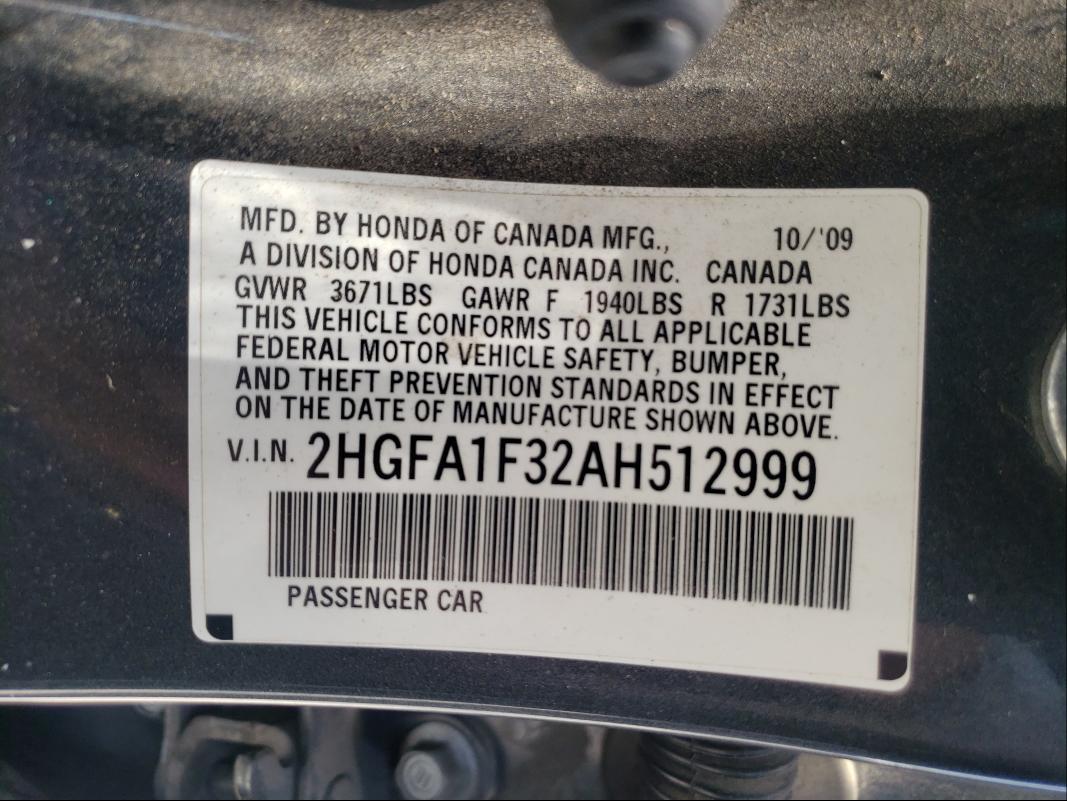 MFD. BY HONDA OF CANADA MFG., 10/'09
A DIVISION OF HONDA CANADA INC. CANADA
GVWR 3671LBS GAWR F 1940LBS R 1731LBS
THIS VEHICLE CONFORMS TO ALL APPLICABLE
FEDERAL MOTOR VEHICLE SAFETY, BUMPER,
AND THEFT PREVENTION STANDARDS IN EFFECT
ON THE DATE OF MANUFACTURE SHOWN ABOVE.
V.I.N. 2HGFA1F32AH512999
PASSENGER CAR